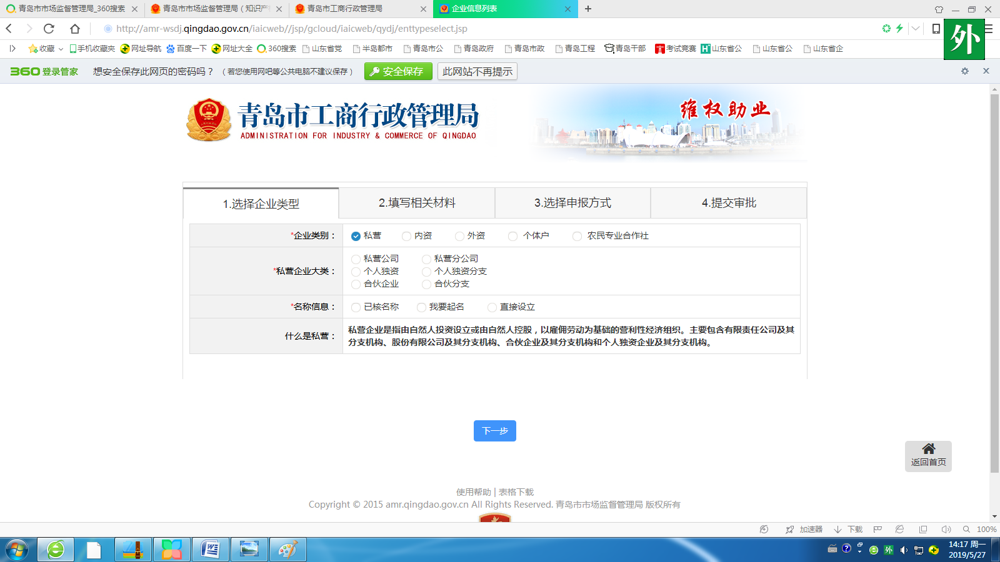 青岛市市场监督管理局_360搜索
青岛市市场监督管理局（知识产
青岛市工商行政管理局
企业信息列表
http://amr-wsdj.qingdao.gov.cn/iaicweb//jsp/gcloud/iaicweb/qydj/enttypeselect.jsp
收藏 手机收藏夹 网址导航 百度一下 网址大全 360搜索 山东省党 半岛都市 青岛市公 青岛政府 青岛市政 青岛工程 青岛干部 考试竞赛 山东省公 山东省公 山东省企
外
360登录管家 想安全保存此网页的密码吗？（若您使用网吧等公共电脑不建议保存） 安全保存 此网站不再提示
青岛市工商行政管理局
ADMINISTRATION FOR INDUSTRY & COMMERCE OF QINGDAO
维权助业
1.选择企业类型 2.填写相关材料 3.选择申报方式 4.提交审批
*企业类别： 私营 内资 外资 个体户 农民专业合作社
*私营企业大类： 私营公司 私营分公司
个人独资 个人独资分支
合伙企业 合伙分支
*名称信息： 已核名称 我要起名 直接设立
什么是私营： 私营企业是指由自然人投资设立或由自然人控股，以雇佣劳动为基础的营利性经济组织。主要包含有限责任公司及其
分支机构、股份有限公司及其分支机构、合伙企业及其分支机构和个人独资企业及其分支机构。
下一步
返回首页
使用帮助 | 表格下载
Copyright © 2015 amr.qingdao.gov.cn All Rights Reserved. 青岛市市场监督管理局 版权所有
加速器 下载 100%
外
14:17 周一
2019/5/27